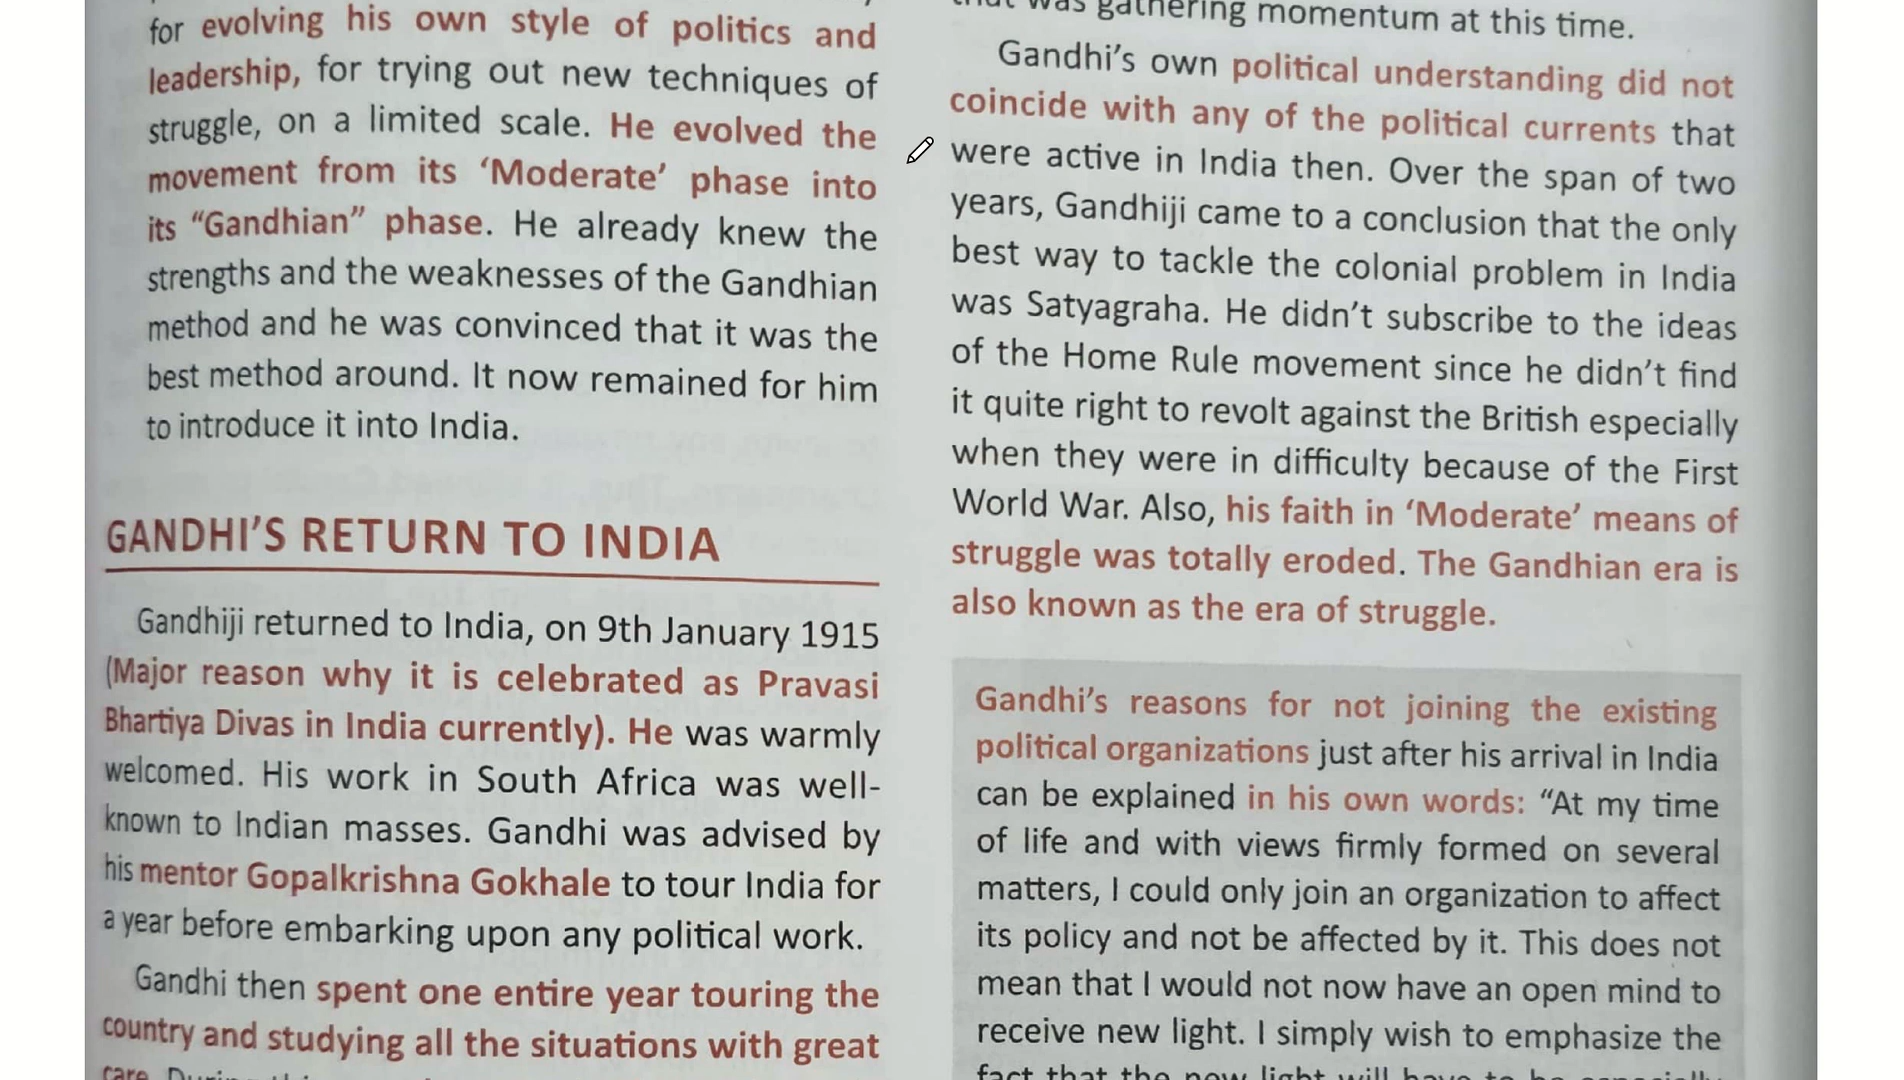 for evolving his own style of politics and
leadership, for trying out new techniques of
struggle, on a limited scale. He evolved the
movement from its ‘Moderate’ phase into
its “Gandhian” phase. He already knew the
strengths and the weaknesses of the Gandhian
method and he was convinced that it was the
best method around. It now remained for him
to introduce it into India.
GANDHI’S RETURN TO INDIA
Gandhiji returned to India, on 9th January 1915
(Major reason why it is celebrated as Pravasi
Bhartiya Divas in India currently). He was warmly
welcomed. His work in South Africa was well-
known to Indian masses. Gandhi was advised by
his mentor Gopalkrishna Gokhale to tour India for
a year before embarking upon any political work.
Gandhi then spent one entire year touring the
country and studying all the situations with great
care.
that was gathering momentum at this time.
Gandhi’s own political understanding did not
coincide with any of the political currents that
were active in India then. Over the span of two
years, Gandhiji came to a conclusion that the only
best way to tackle the colonial problem in India
was Satyagraha. He didn’t subscribe to the ideas
of the Home Rule movement since he didn’t find
it quite right to revolt against the British especially
when they were in difficulty because of the First
World War. Also, his faith in ‘Moderate’ means of
struggle was totally eroded. The Gandhian era is
also known as the era of struggle.
Gandhi’s reasons for not joining the existing
political organizations just after his arrival in India
can be explained in his own words: “At my time
of life and with views firmly formed on several
matters, I could only join an organization to affect
its policy and not be affected by it. This does not
mean that I would not now have an open mind to
receive new light. I simply wish to emphasize the
fact that the new light will have to be